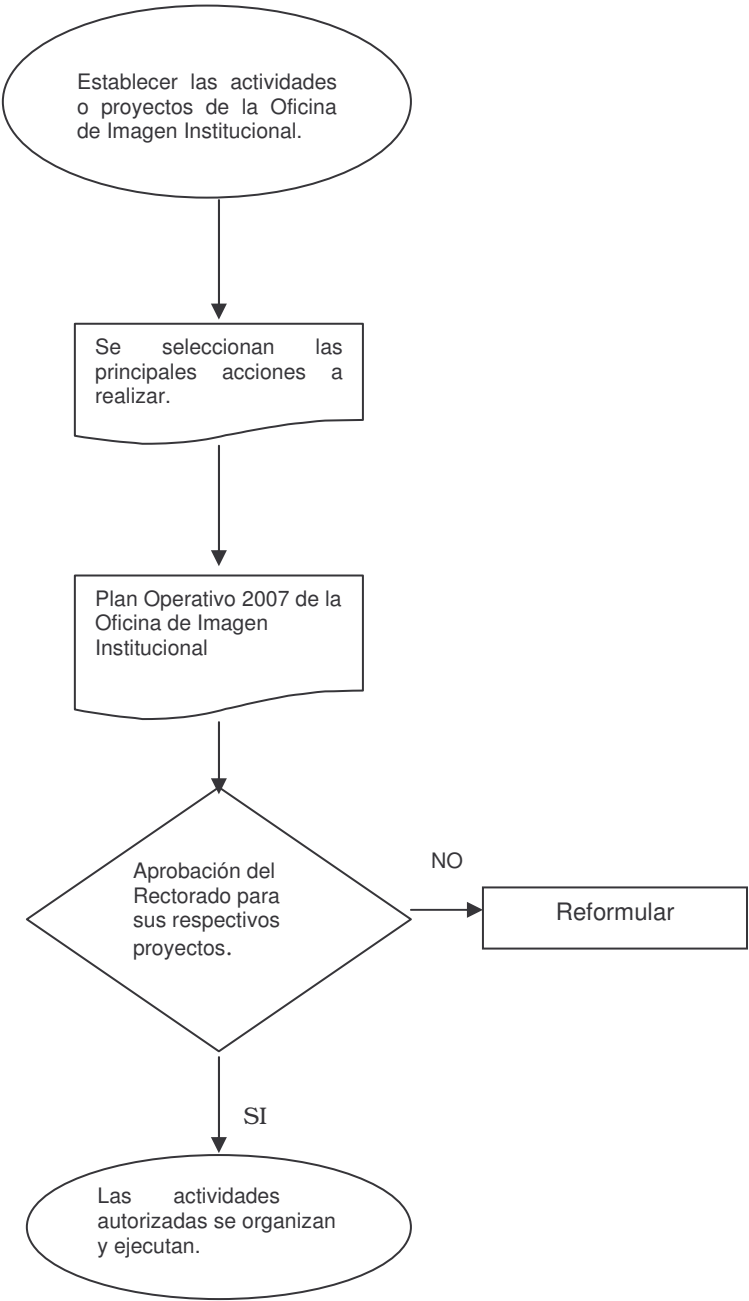 Establecer las actividades
o proyectos de la Oficina
de Imagen Institucional.
Se seleccionan las
principales acciones a
realizar.
Plan Operativo 2007 de la
Oficina de Imagen
Institucional
Aprobación del
Rectorado para
sus respectivos
proyectos.
NO
Reformular
SI
Las actividades
autorizadas se organizan
y ejecutan.